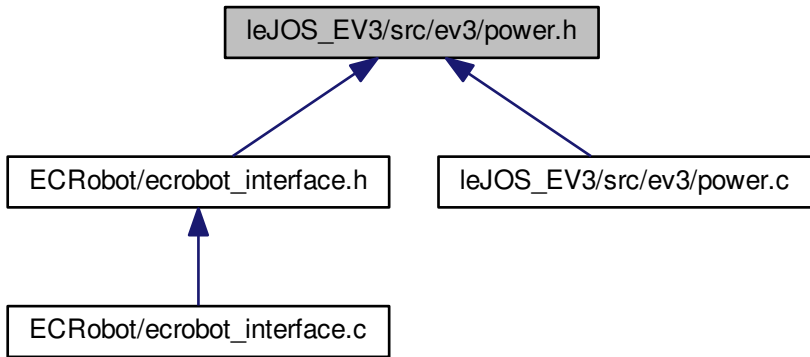 leJOS_EV3/src/ev3/power.h
ECRobot/ecrobot_interface.h
leJOS_EV3/src/ev3/power.c
ECRobot/ecrobot_interface.c